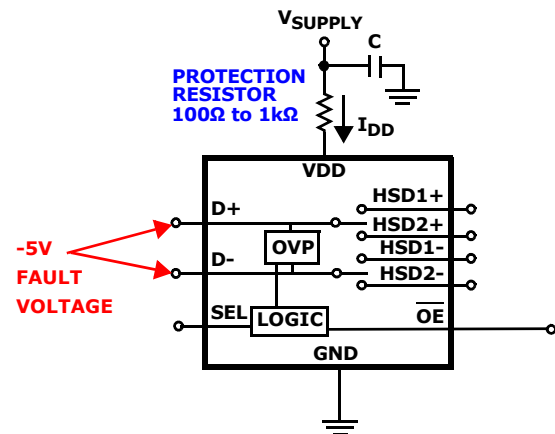 VSUPPLY
C
PROTECTION
RESISTOR
100Ω to 1kΩ
IDD
VDD
D+
HSD1+
HSD2+
OVP
HSD1-
D-
HSD2-
-5V
FAULT
VOLTAGE
SEL
LOGIC
OE
GND